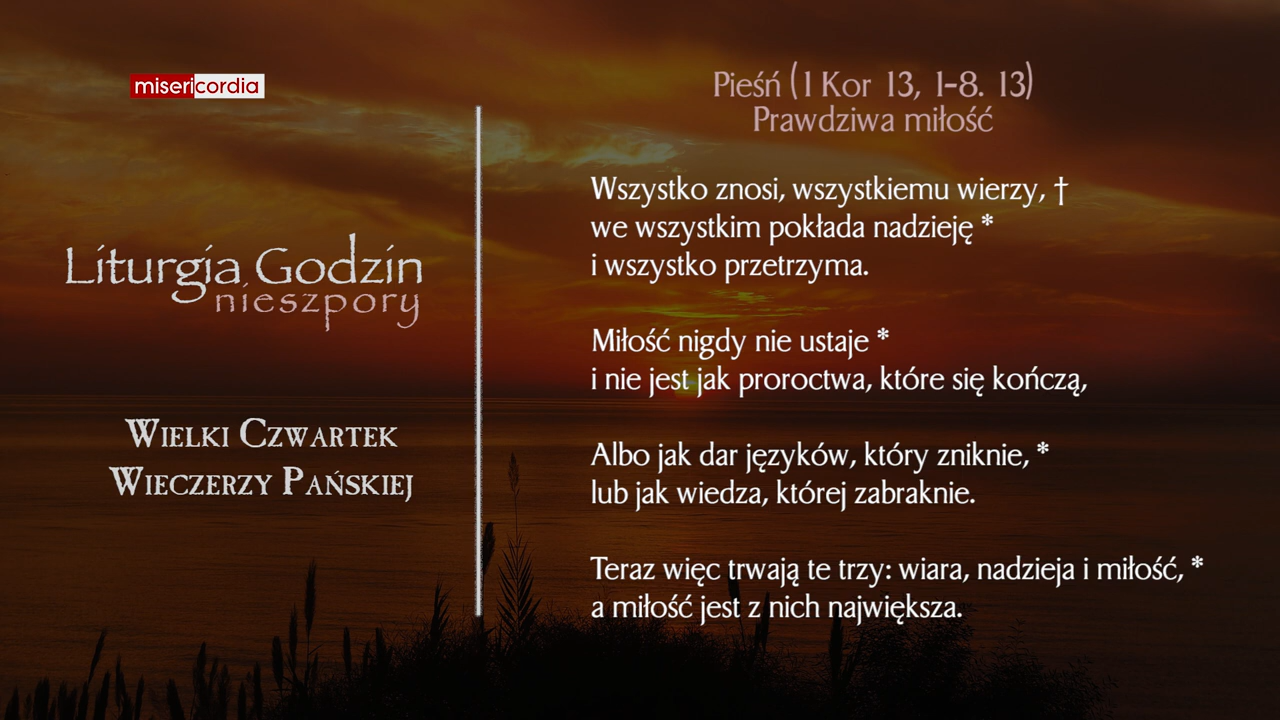 misericordia
Liturgia Godzin
nieszpory
Wielki Czwartek
Wieczerzy Pańskiej
Pieśń (1 Kor 13, 1-8. 13)
Prawdziwa miłość
Wszystko znosi, wszystkiemu wierzy, †
we wszystkim pokłada nadzieję *
i wszystko przetrzyma.
Miłość nigdy nie ustaje *
i nie jest jak proroctwa, które się kończą,
Albo jak dar języków, który zniknie, *
lub jak wiedza, której zabraknie.
Teraz więc trwają te trzy: wiara, nadzieja i miłość, *
a miłość jest z nich największa.